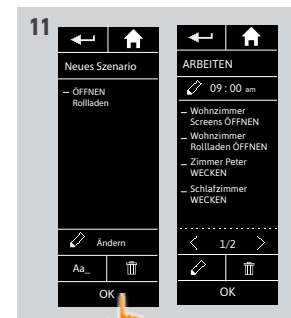 11
Neues Szenario
– ÖFFNEN
Rollladen
Ändern
Aa_
OK
ARBEITEN
09 : 00 am
– Wohnzimmer
Screens ÖFFNEN
– Wohnzimmer
Rollladen ÖFFNEN
– Zimmer Peter
WECKEN
– Schlafzimmer
WECKEN
1/2
OK